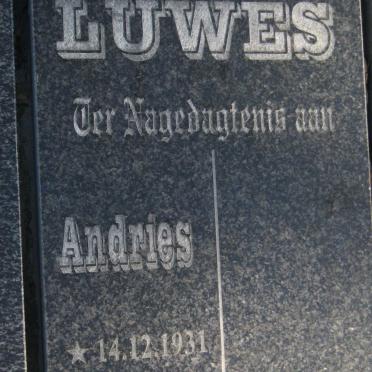 LUWES
Ter Nagedagtenis aan
Andries
★ 14.12.1931